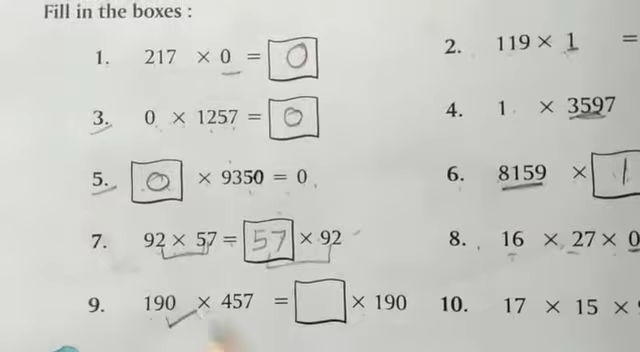 Fill in the boxes :
1. 217 × 0 = 0
2. 119 × 1 =
3. 0 × 1257 = 0
4. 1 × 3597
5. 0 × 9350 = 0
6. 8159 × 1
7. 92 × 57 = 57 × 92
8. 16 × 27 × 0
9. 190 × 457 = × 190
10. 17 × 15 ×